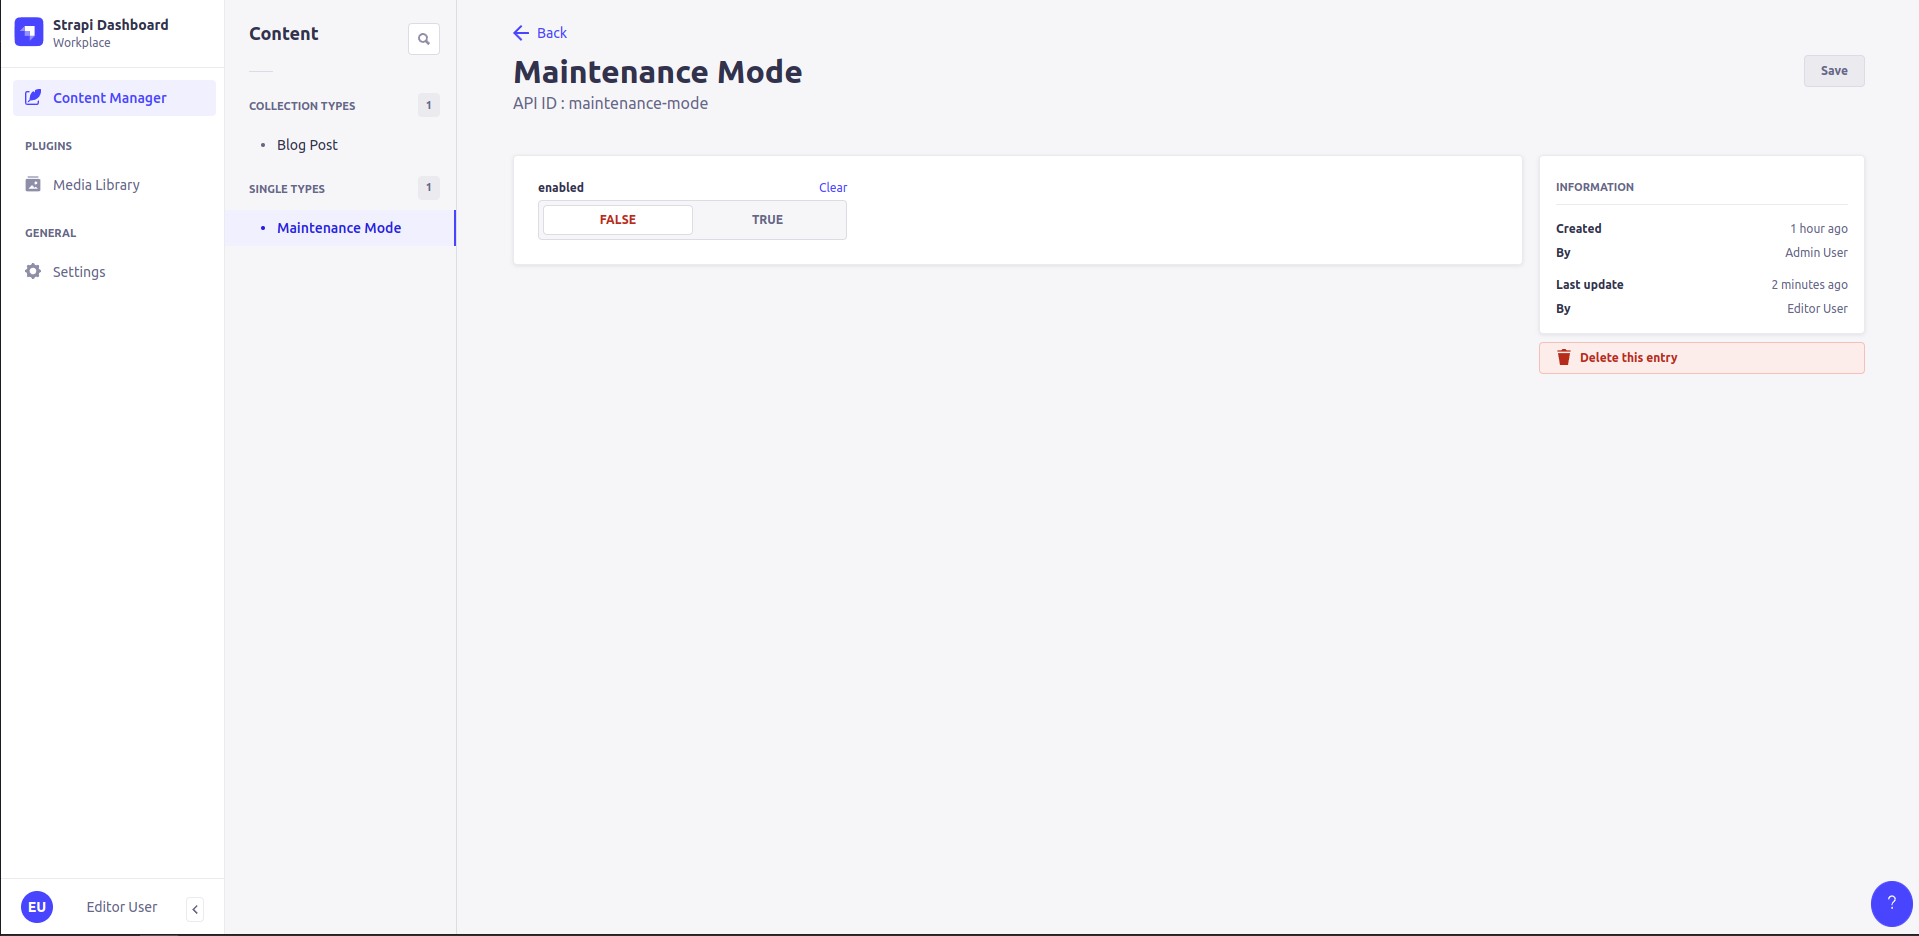 Strapi Dashboard
Workplace
Content Manager
PLUGINS
Media Library
GENERAL
Settings
EU
Editor User
Content
COLLECTION TYPES 1
Blog Post
SINGLE TYPES 1
Maintenance Mode
Back
Maintenance Mode
API ID : maintenance-mode
Save
enabled Clear
FALSE TRUE
INFORMATION
Created 1 hour ago
By Admin User
Last update 2 minutes ago
By Editor User
Delete this entry
?